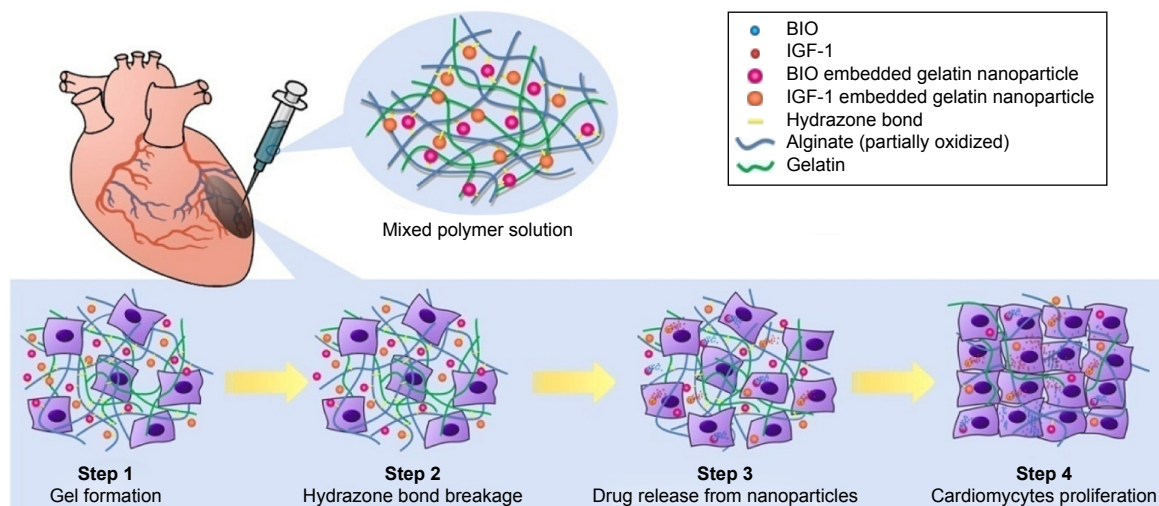 BIO
IGF-1
BIO embedded gelatin nanoparticle
IGF-1 embedded gelatin nanoparticle
Hydrazone bond
Alginate (partially oxidized)
Gelatin
Mixed polymer solution
Step 1
Gel formation
Step 2
Hydrazone bond breakage
Step 3
Drug release from nanoparticles
Step 4
Cardiomycytes proliferation